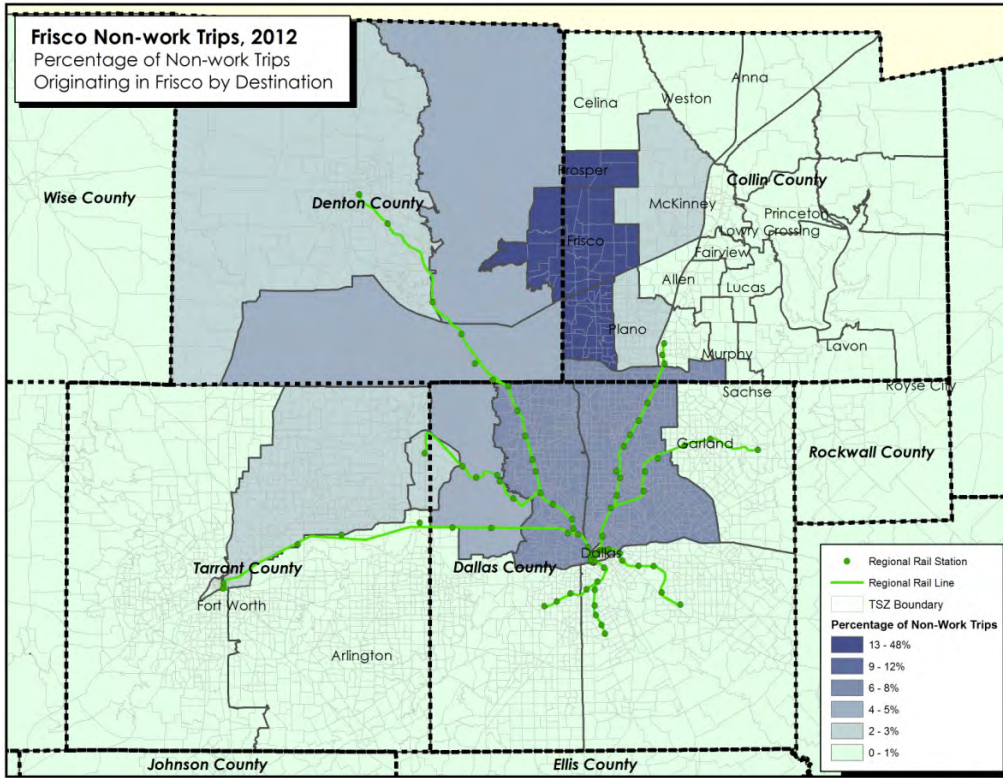 Frisco Non-work Trips, 2012
Percentage of Non-work Trips
Originating in Frisco by Destination
Anna
Celina
Weston
Prosper
Collin County
Wise County
Denton County
McKinney
Princeton
Lowry Crossing
Frisco
Fairview
Allen
Lucas
Plano
Murphy
Lavon
Royse City
Sachse
Garland
Rockwall County
Dallas
Tarrant County
Dallas County
Fort Worth
Arlington
Johnson County
Ellis County
Regional Rail Station
Regional Rail Line
TSZ Boundary
Percentage of Non-Work Trips
13 - 48%
9 - 12%
6 - 8%
4 - 5%
2 - 3%
0 - 1%